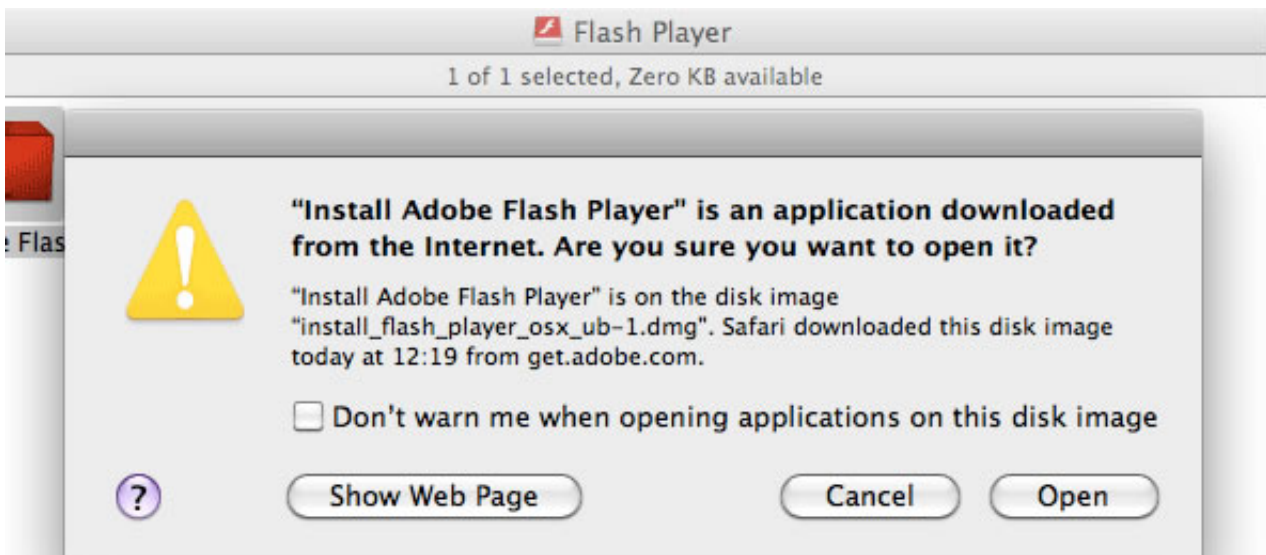 Flash Player
1 of 1 selected, Zero KB available
“Install Adobe Flash Player” is an application downloaded
from the Internet. Are you sure you want to open it?
e Flas
“Install Adobe Flash Player” is on the disk image
“install_flash_player_osx_ub-1.dmg”. Safari downloaded this disk image
today at 12:19 from get.adobe.com.
Don’t warn me when opening applications on this disk image
?
Show Web Page
Cancel
Open